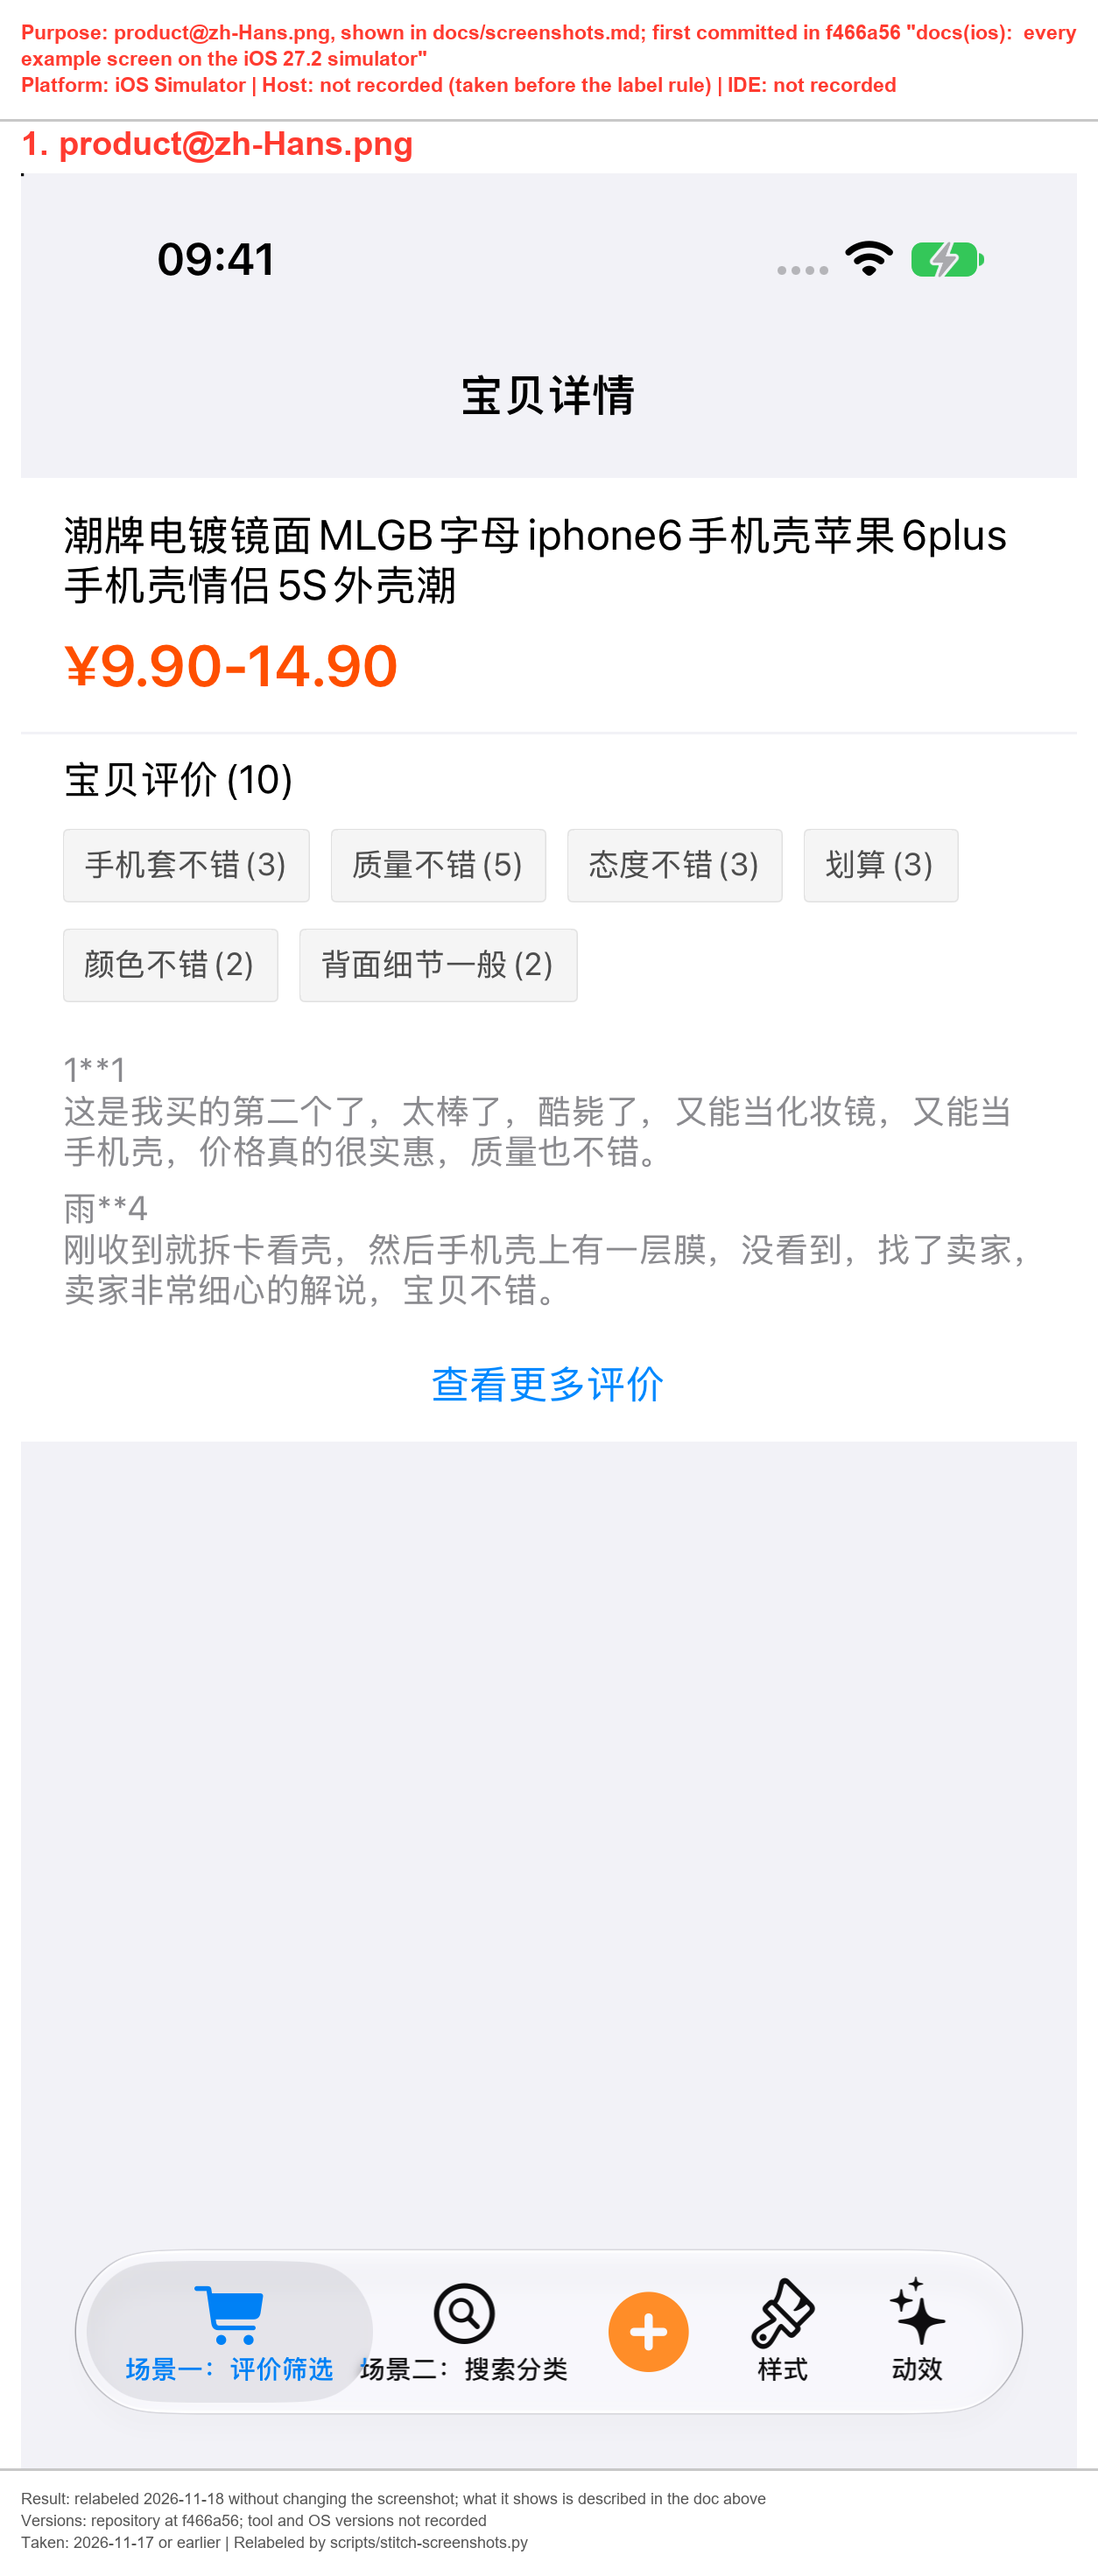 Purpose: product@zh-Hans.png, shown in docs/screenshots.md; first committed in f466a56 "docs(ios):  every
example screen on the iOS 27.2 simulator"
Platform: iOS Simulator | Host: not recorded (taken before the label rule) | IDE: not recorded
1. product@zh-Hans.png
09:41
宝贝详情
潮牌电镀镜面MLGB字母iphone6手机壳苹果6plus
手机壳情侣5S外壳潮
¥9.90-14.90
宝贝评价(10)
手机套不错(3) 质量不错(5) 态度不错(3) 划算(3)
颜色不错(2) 背面细节一般(2)
1**1
这是我买的第二个了，太棒了，酷毙了，又能当化妆镜，又能当
手机壳，价格真的很实惠，质量也不错。
雨**4
刚收到就拆卡看壳，然后手机壳上有一层膜，没看到，找了卖家，
卖家非常细心的解说，宝贝不错。
查看更多评价
场景一：评价筛选 场景二：搜索分类 样式 动效
Result: relabeled 2026-11-18 without changing the screenshot; what it shows is described in the doc above
Versions: repository at f466a56; tool and OS versions not recorded
Taken: 2026-11-17 or earlier | Relabeled by scripts/stitch-screenshots.py